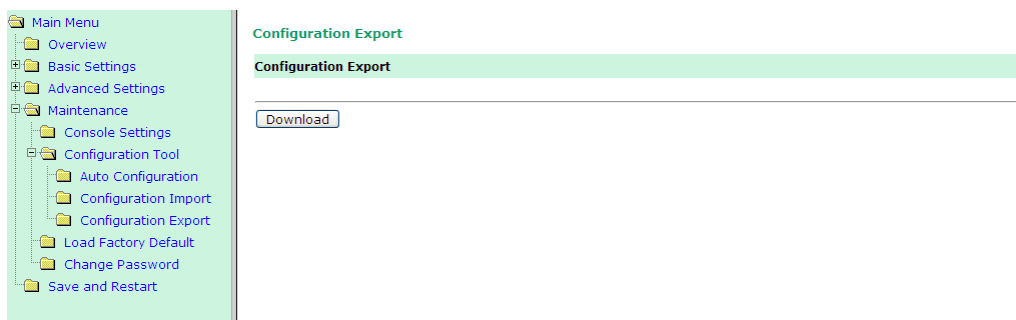 Main Menu
Overview
Basic Settings
Advanced Settings
Maintenance
Console Settings
Configuration Tool
Auto Configuration
Configuration Import
Configuration Export
Load Factory Default
Change Password
Save and Restart
Configuration Export
Configuration Export
Download